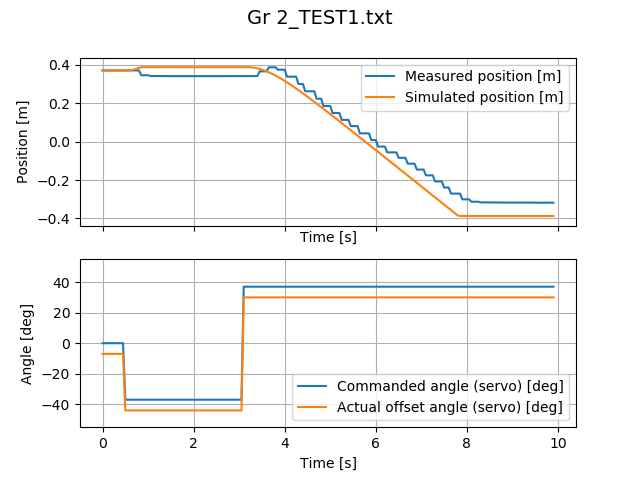 Gr 2_TEST1.txt
0.4
0.2
0.0
−0.2
−0.4
Position [m]
Measured position [m]
Simulated position [m]
Time [s]
40
20
0
−20
−40
Angle [deg]
Commanded angle (servo) [deg]
Actual offset angle (servo) [deg]
0 2 4 6 8 10
Time [s]